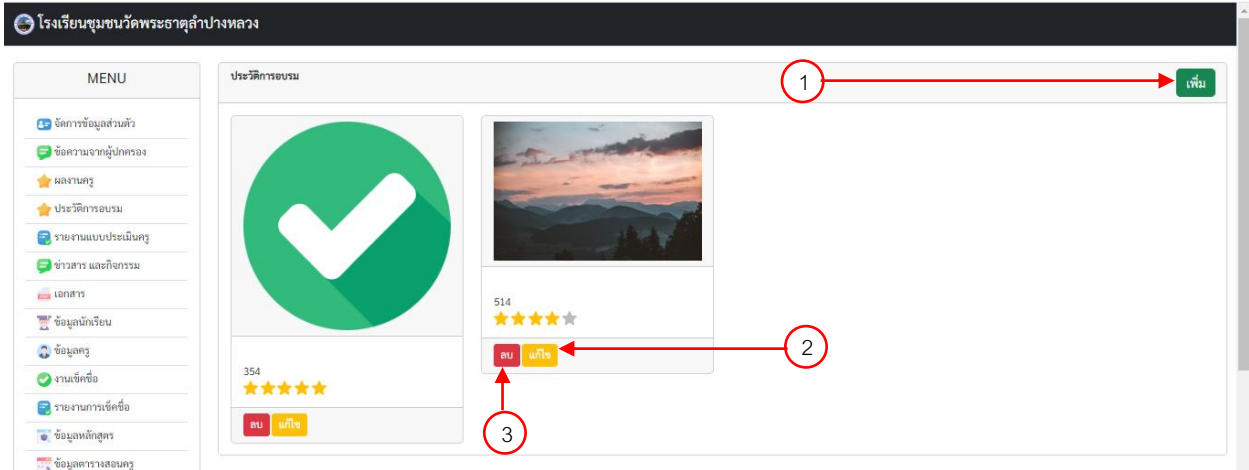 โรงเรียนชุมชนวัดพระธาตุลำปางหลวง
MENU
จัดการข้อมูลส่วนตัว
ข้อความจากผู้ปกครอง
ผลงานครู
ประวัติการอบรม
รายงานแบบประเมินครู
ข่าวสาร และกิจกรรม
เอกสาร
ข้อมูลนักเรียน
ข้อมูลครู
งานเช็คชื่อ
รายงานการเช็คชื่อ
ข้อมูลหลักสูตร
ข้อมูลตารางสอนครู
ประวัติการอบรม
1
เพิ่ม
354
ลบ แก้ไข
514
ลบ แก้ไข
2
3